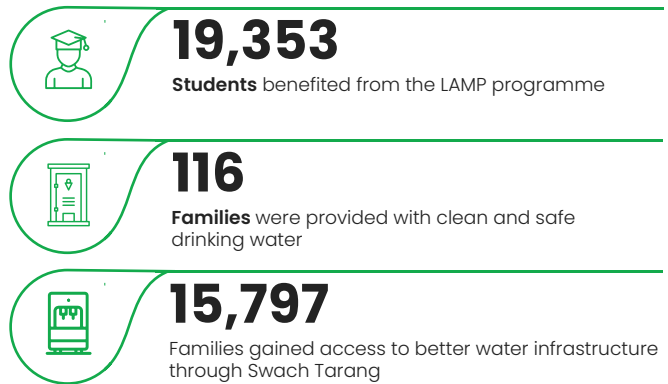 19,353
Students benefited from the LAMP programme
116
Families were provided with clean and safe
drinking water
15,797
Families gained access to better water infrastructure
through Swach Tarang